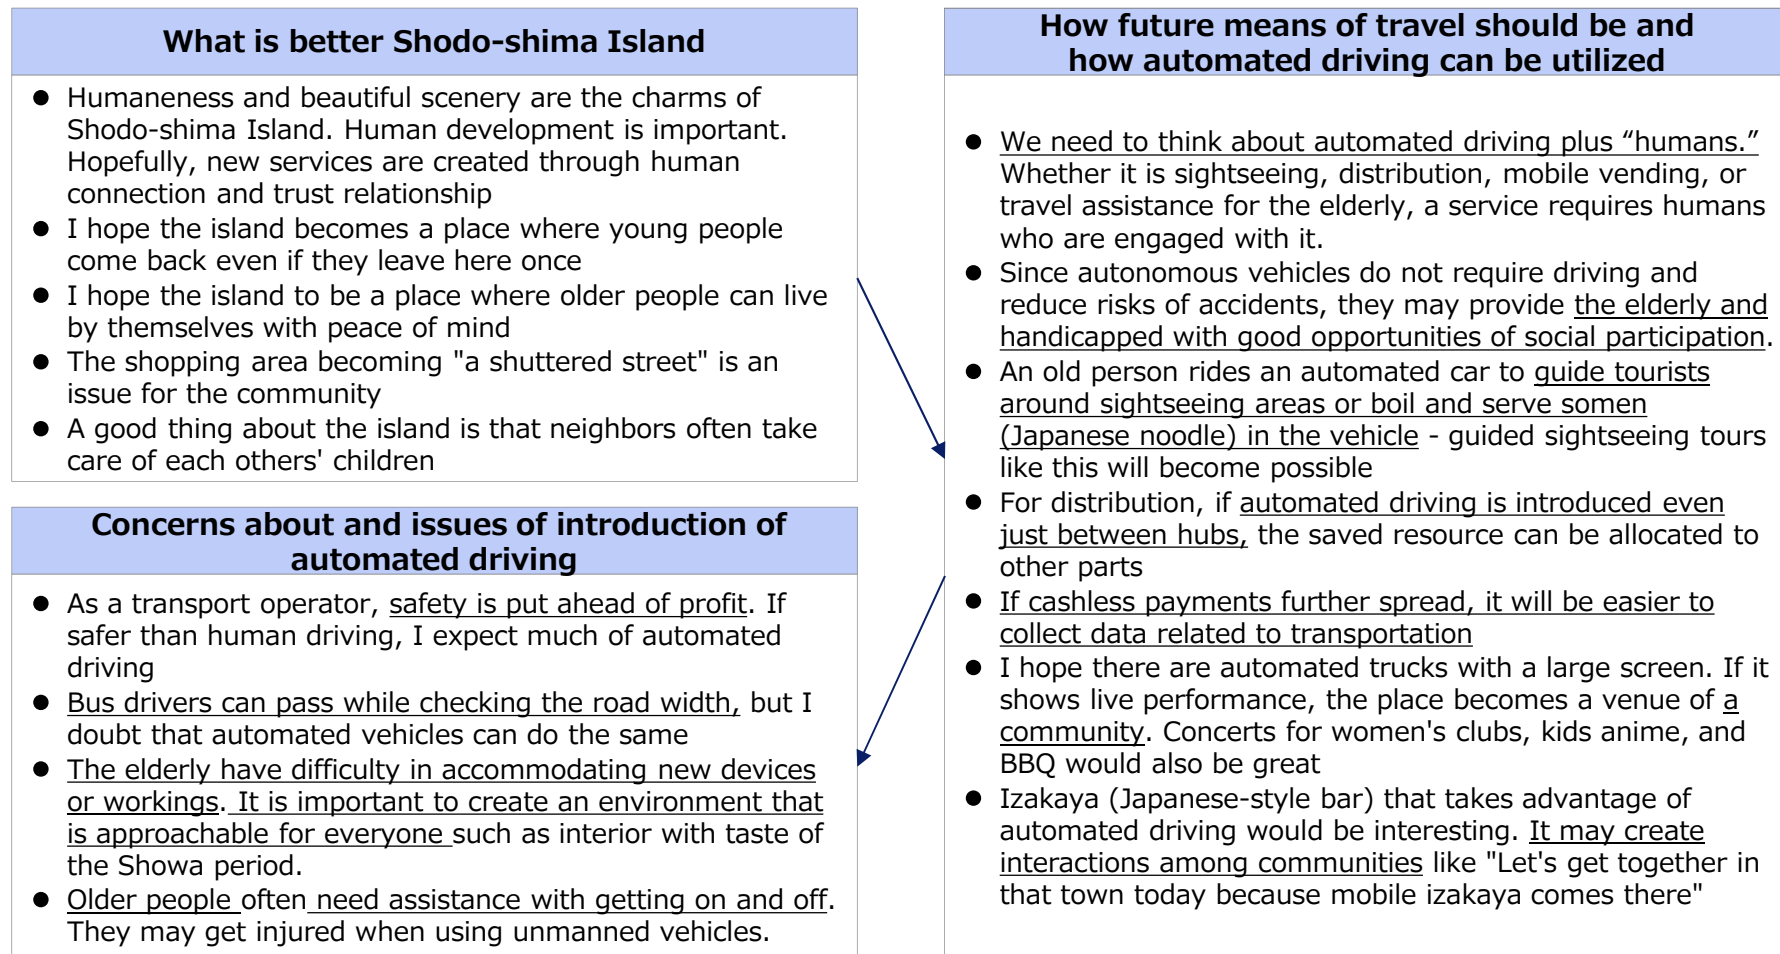 What is better Shodo-shima Island
● Humaneness and beautiful scenery are the charms of
Shodo-shima Island. Human development is important.
Hopefully, new services are created through human
connection and trust relationship
● I hope the island becomes a place where young people
come back even if they leave here once
● I hope the island to be a place where older people can live
by themselves with peace of mind
● The shopping area becoming "a shuttered street" is an
issue for the community
● A good thing about the island is that neighbors often take
care of each others' children
Concerns about and issues of introduction of
automated driving
● As a transport operator, safety is put ahead of profit. If
safer than human driving, I expect much of automated
driving
● Bus drivers can pass while checking the road width, but I
doubt that automated vehicles can do the same
● The elderly have difficulty in accommodating new devices
or workings. It is important to create an environment that
is approachable for everyone such as interior with taste of
the Showa period.
● Older people often need assistance with getting on and off.
They may get injured when using unmanned vehicles.
How future means of travel should be and
how automated driving can be utilized
● We need to think about automated driving plus “humans.”
Whether it is sightseeing, distribution, mobile vending, or
travel assistance for the elderly, a service requires humans
who are engaged with it.
● Since autonomous vehicles do not require driving and
reduce risks of accidents, they may provide the elderly and
handicapped with good opportunities of social participation.
● An old person rides an automated car to guide tourists
around sightseeing areas or boil and serve somen
(Japanese noodle) in the vehicle - guided sightseeing tours
like this will become possible
● For distribution, if automated driving is introduced even
just between hubs, the saved resource can be allocated to
other parts
● If cashless payments further spread, it will be easier to
collect data related to transportation
● I hope there are automated trucks with a large screen. If it
shows live performance, the place becomes a venue of a
community. Concerts for women's clubs, kids anime, and
BBQ would also be great
● Izakaya (Japanese-style bar) that takes advantage of
automated driving would be interesting. It may create
interactions among communities like "Let's get together in
that town today because mobile izakaya comes there"